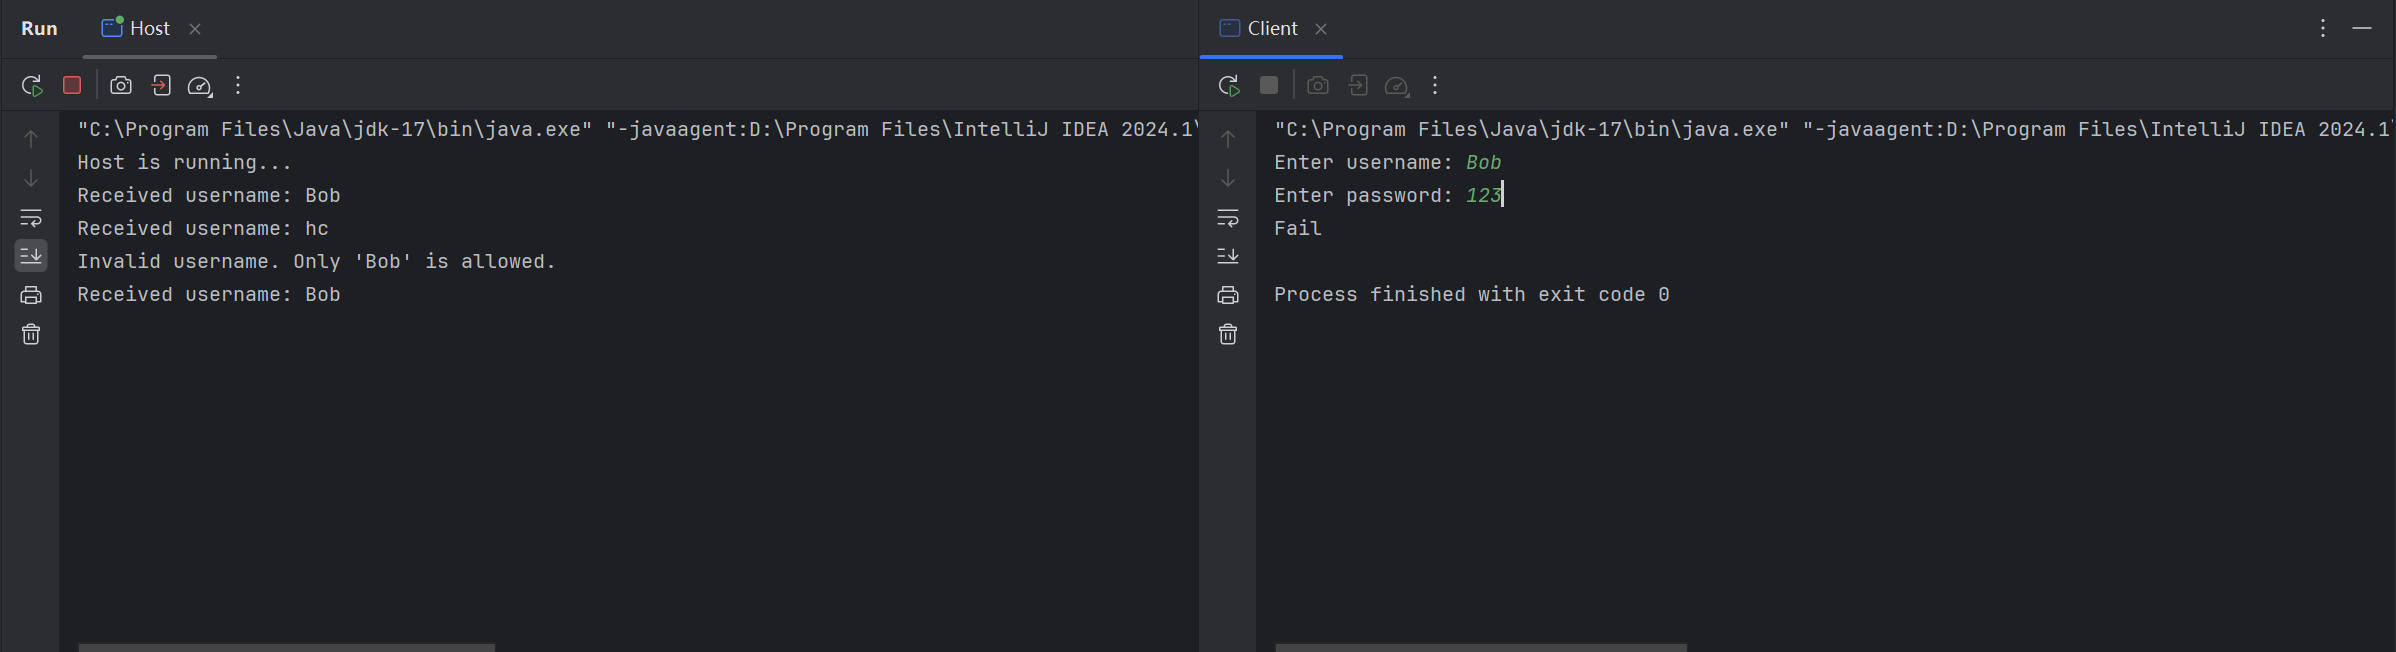 Run Host
"C:\Program Files\Java\jdk-17\bin\java.exe" "-javaagent:D:\Program Files\IntelliJ IDEA 2024.1\
Host is running...
Received username: Bob
Received username: hc
Invalid username. Only 'Bob' is allowed.
Received username: Bob
Client
"C:\Program Files\Java\jdk-17\bin\java.exe" "-javaagent:D:\Program Files\IntelliJ IDEA 2024.1\
Enter username: Bob
Enter password: 123
Fail
Process finished with exit code 0